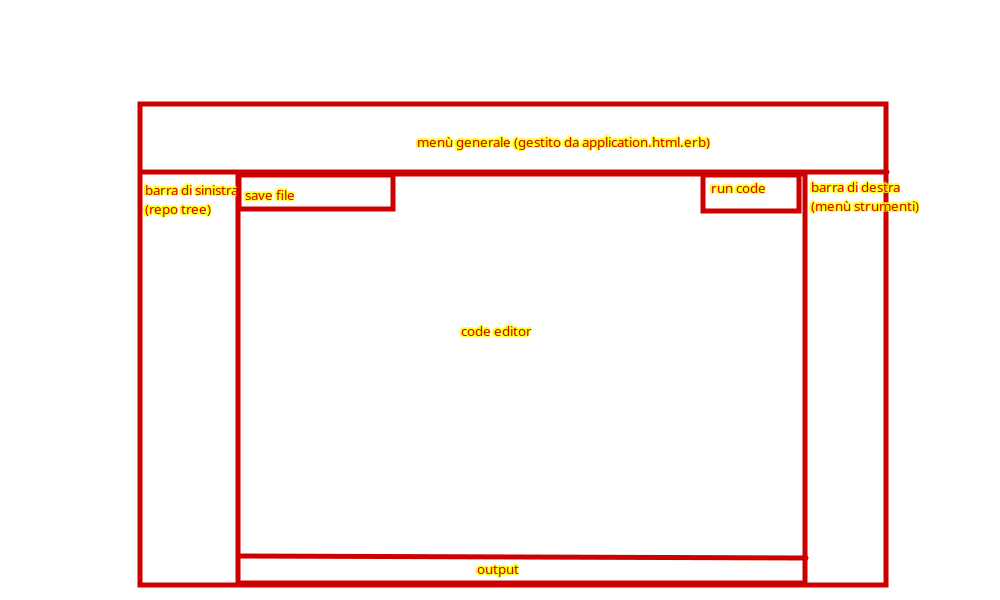 menù generale (gestito da application.html.erb)
barra di sinistra
(repo tree)
save file
run code
barra di destra
(menù strumenti)
code editor
output